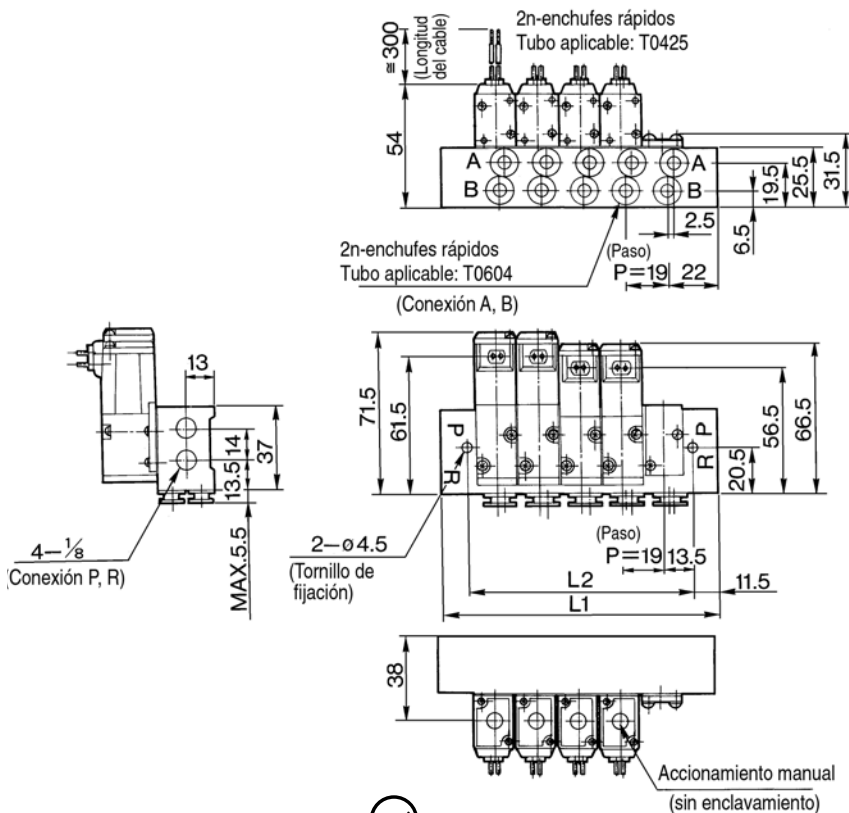 2n-enchufes rápidos
Tubo aplicable: T0425
≅300
(Longitud
del cable)
54
A
A
B
B
19.5
25.5
31.5
6.5
2.5
2n-enchufes rápidos
Tubo aplicable: T0604
(Conexión A, B)
(Paso)
P=19
22
13
14
13.5
37
MAX.5.5
4-⅛
(Conexión P, R)
71.5
61.5
P
R
P
R
56.5
66.5
20.5
2-ø4.5
(Tornillo de
fijación)
(Paso)
P=19
13.5
L2
11.5
L1
38
Accionamiento manual
(sin enclavamiento)